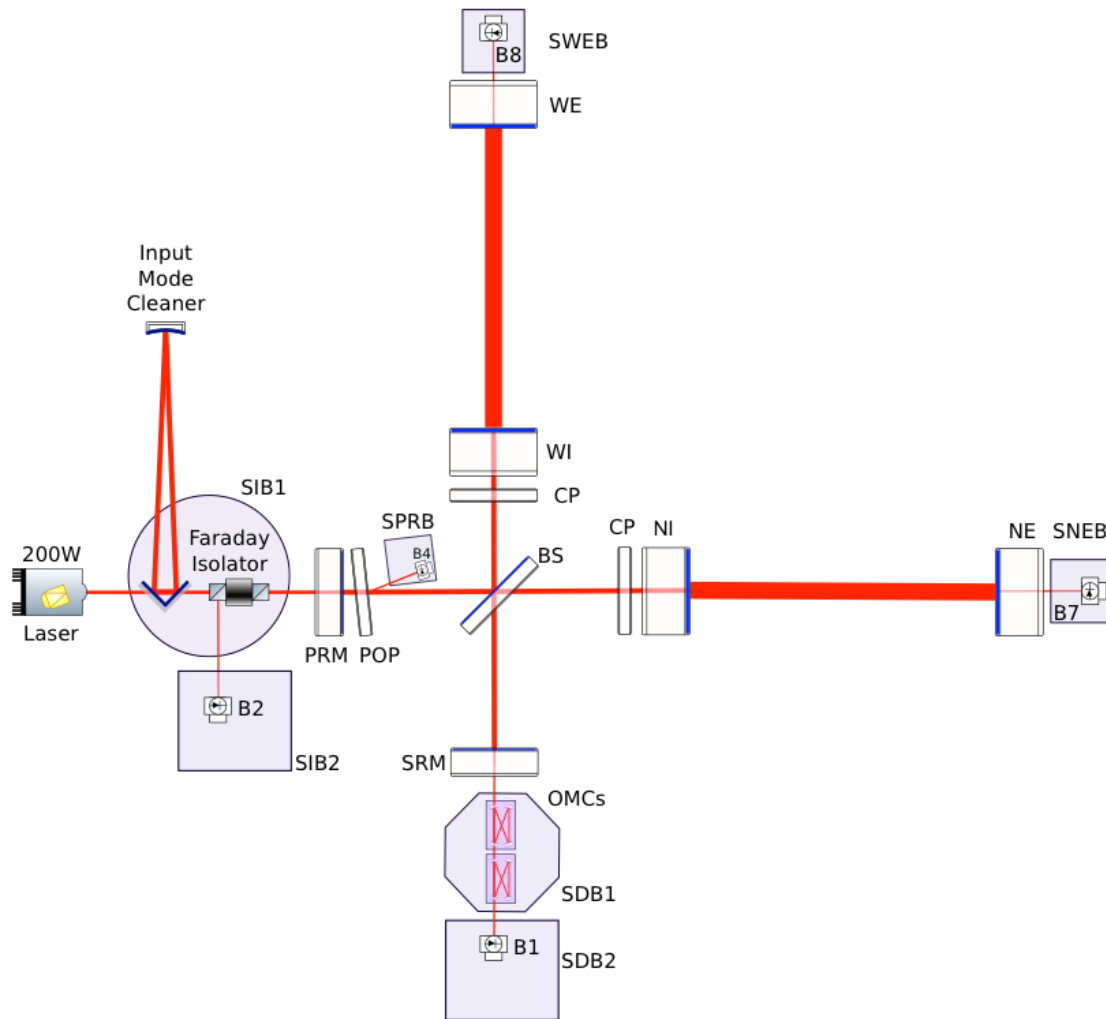 SWEB
B8
WE
Input
Mode
Cleaner
WI
SIB1
CP
SPRB
Faraday
Isolator
B4
BS
CP
NI
NE
SNEB
200W
B7
Laser
PRM
POP
B2
SIB2
SRM
OMCs
SDB1
B1
SDB2